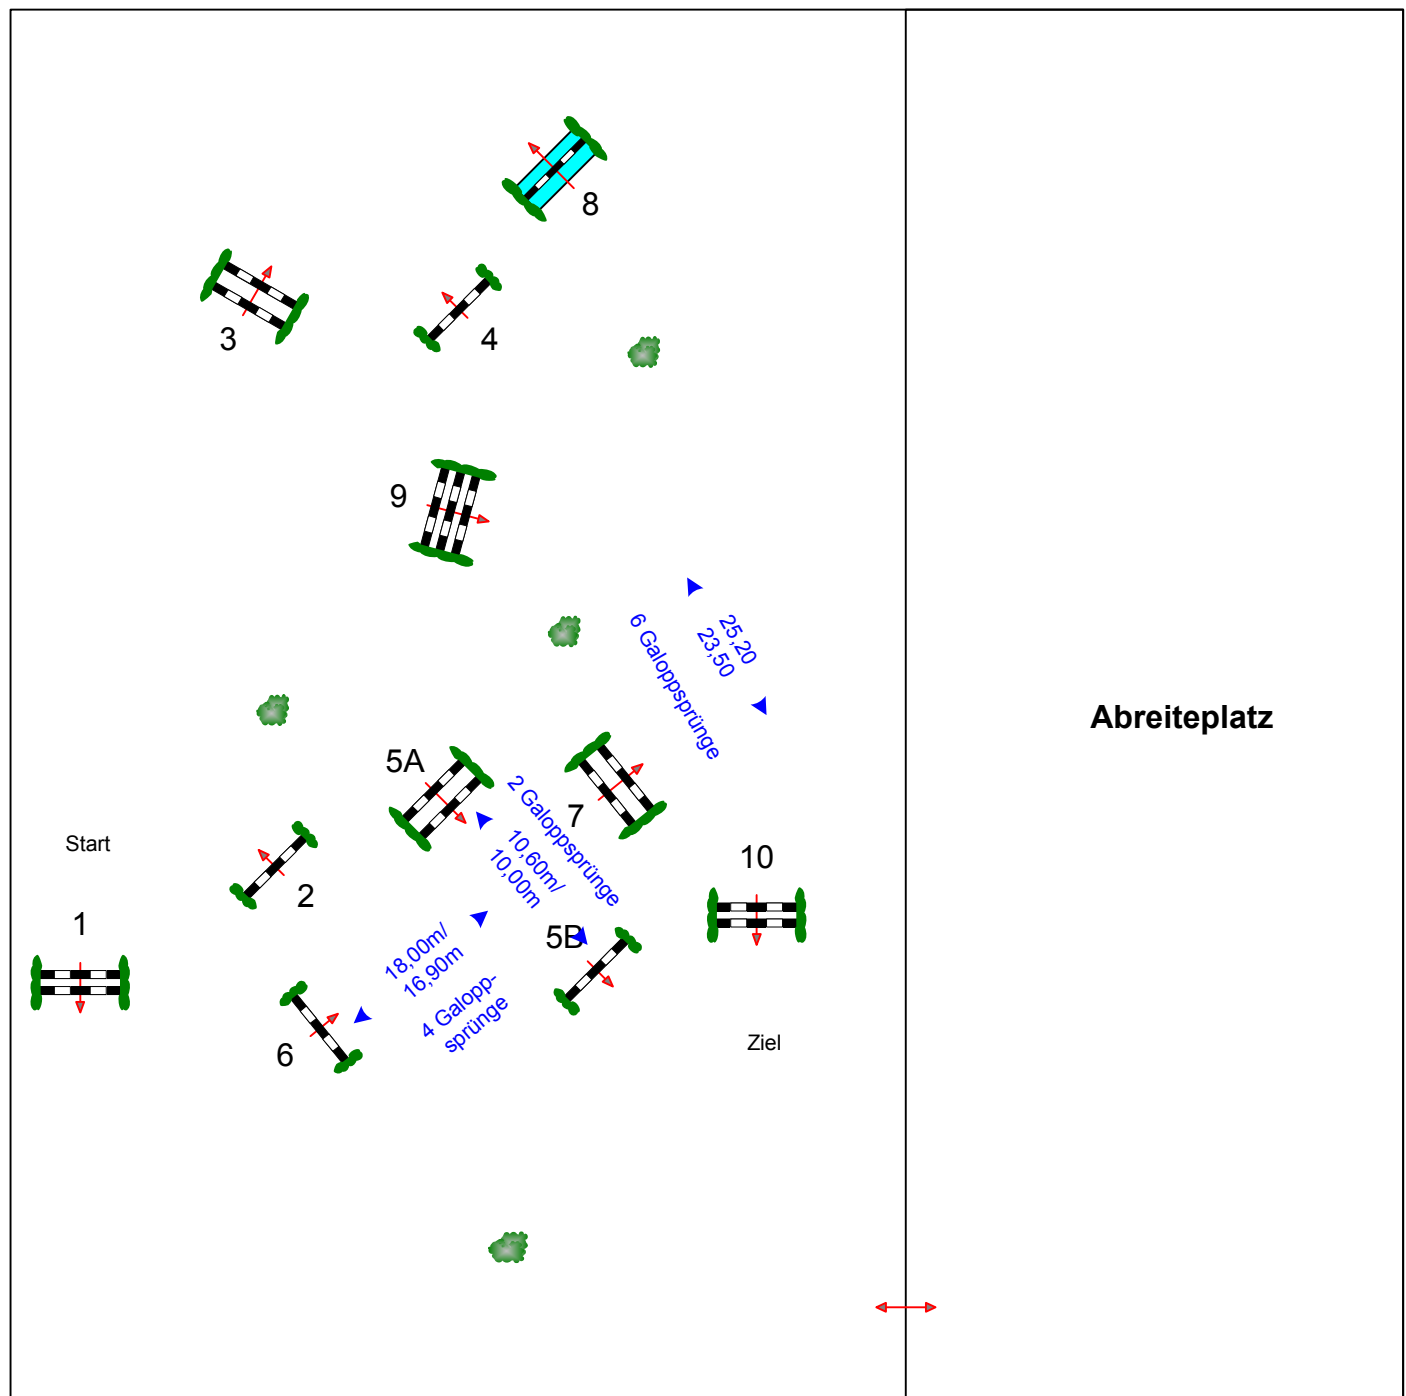 8
3
4
9
25,20
23,50
6 Galoppsprünge
Abreiteplatz
5A
2 Galoppsprünge
10,60m/
10,00m
7
Start
2
10
1
18,00m/
16,90m
4 Galopp-
sprünge
5B
6
Ziel